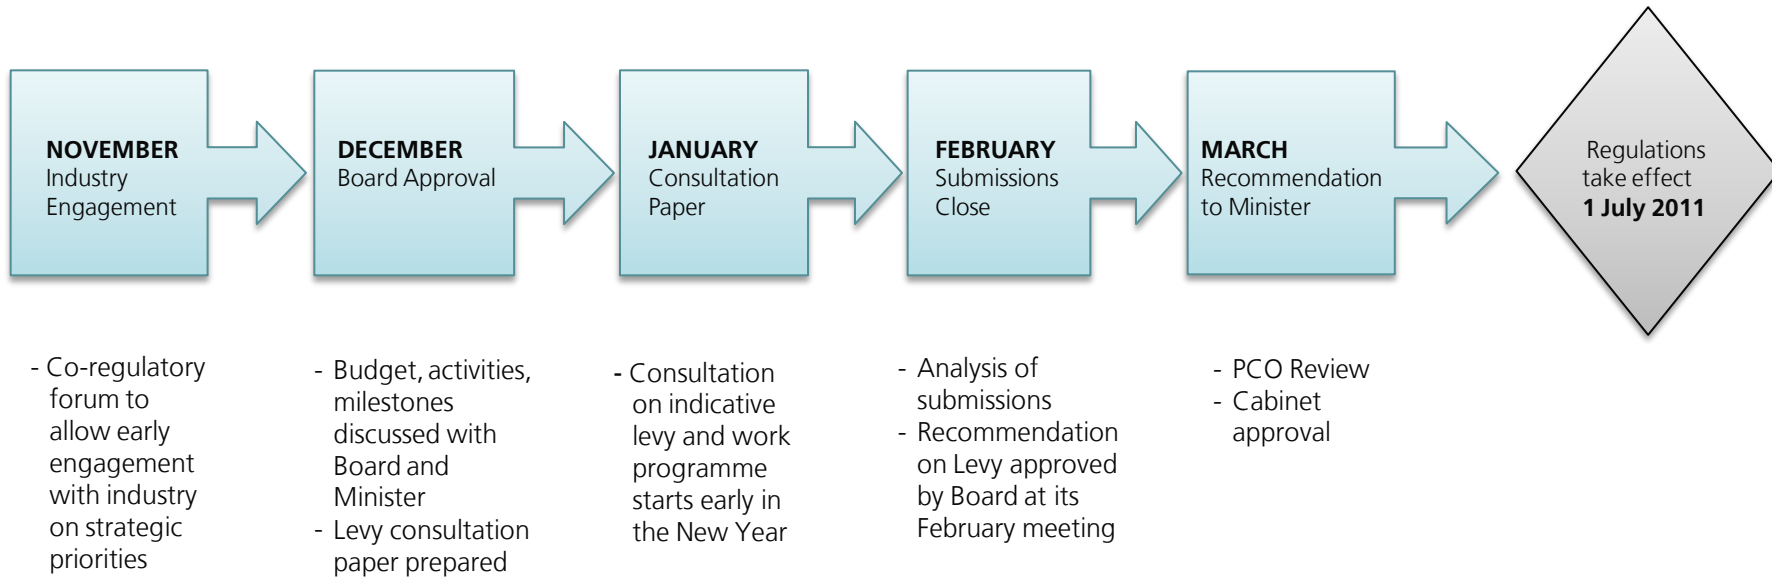 NOVEMBER
Industry
Engagement
DECEMBER
Board Approval
JANUARY
Consultation
Paper
FEBRUARY
Submissions
Close
MARCH
Recommendation
to Minister
Regulations
take effect
1 July 2011
- Co-regulatory
forum to
allow early
engagement
with industry
on strategic
priorities
- Budget, activities,
milestones
discussed with
Board and
Minister
- Levy consultation
paper prepared
- Consultation
on indicative
levy and work
programme
starts early in
the New Year
- Analysis of
submissions
- Recommendation
on Levy approved
by Board at its
February meeting
- PCO Review
- Cabinet
approval